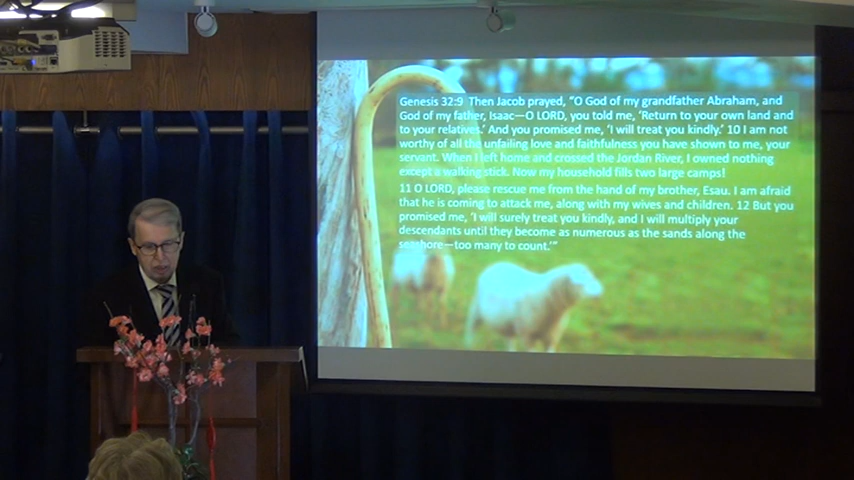 Genesis 32:9 Then Jacob prayed, "O God of my grandfather Abraham, and
God of my father, Isaac—O LORD, you told me, 'Return to your own land and
to your relatives.' And you promised me, 'I will treat you kindly.' 10 I am not
worthy of all the unfailing love and faithfulness you have shown to me, your
servant. When I left home and crossed the Jordan River, I owned nothing
except a walking stick. Now my household fills two large camps!
11 O LORD, please rescue me from the hand of my brother, Esau. I am afraid
that he is coming to attack me, along with my wives and children. 12 But you
promised me, 'I will surely treat you kindly, and I will multiply your
descendants until they become as numerous as the sands along the
seashore—too many to count.'"